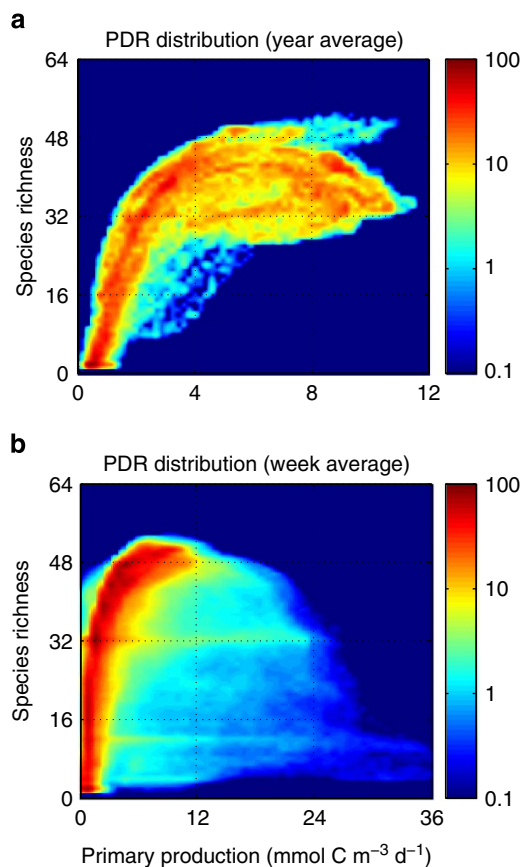 a
PDR distribution (year average)
64
48
32
16
0
Species richness
0 4 8 12
100
10
1
0.1
b
PDR distribution (week average)
64
48
32
16
0
Species richness
0 12 24 36
100
10
1
0.1
Primary production (mmol C m⁻³ d⁻¹)